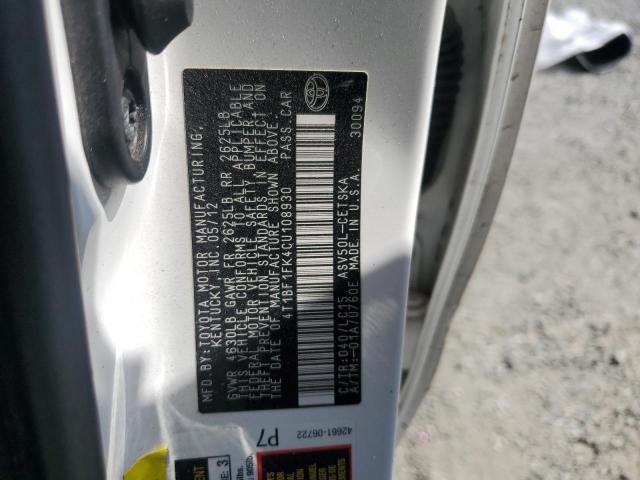 MFD. BY: TOYOTA MOTOR MANUFACTURING,
KENTUCKY, INC. 05/12
GVWR 4630LB GAWR FR 2625LB RR 2625LB
THIS VEHICLE CONFORMS TO ALL APPLICABLE
FEDERAL MOTOR VEHICLE SAFETY, BUMPER, AND
THEFT PREVENTION STANDARDS IN EFFECT ON
THE DATE OF MANUFACTURE SHOWN ABOVE.
4T1BF1FK4CU108930 PASS. CAR
C/TR: 040/LC15 ASV50L-CETSKA
A/TM: -01A/U760E MADE IN U.S.A.
30094
42661-06722
P7